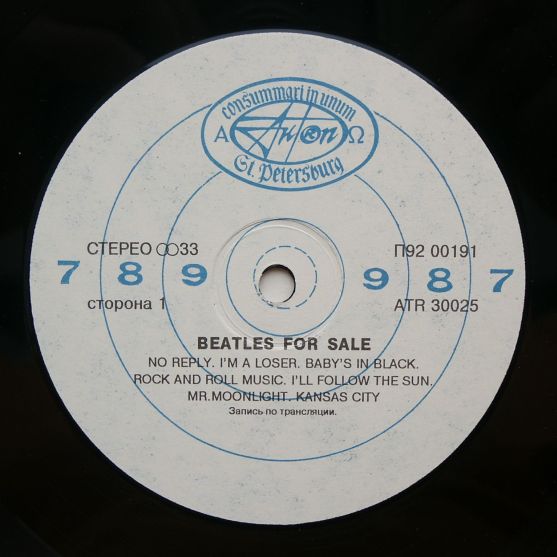 consummari in unum
Α AnTon Ω
St. Petersburg
СТЕРЕО ꝏ33
П92 00191
7 8 9 9 8 7
сторона 1
ATR 30025
BEATLES FOR SALE
NO REPLY. I'M A LOSER. BABY'S IN BLACK.
ROCK AND ROLL MUSIC. I'LL FOLLOW THE SUN.
MR.MOONLIGHT. KANSAS CITY
Запись по трансляции.